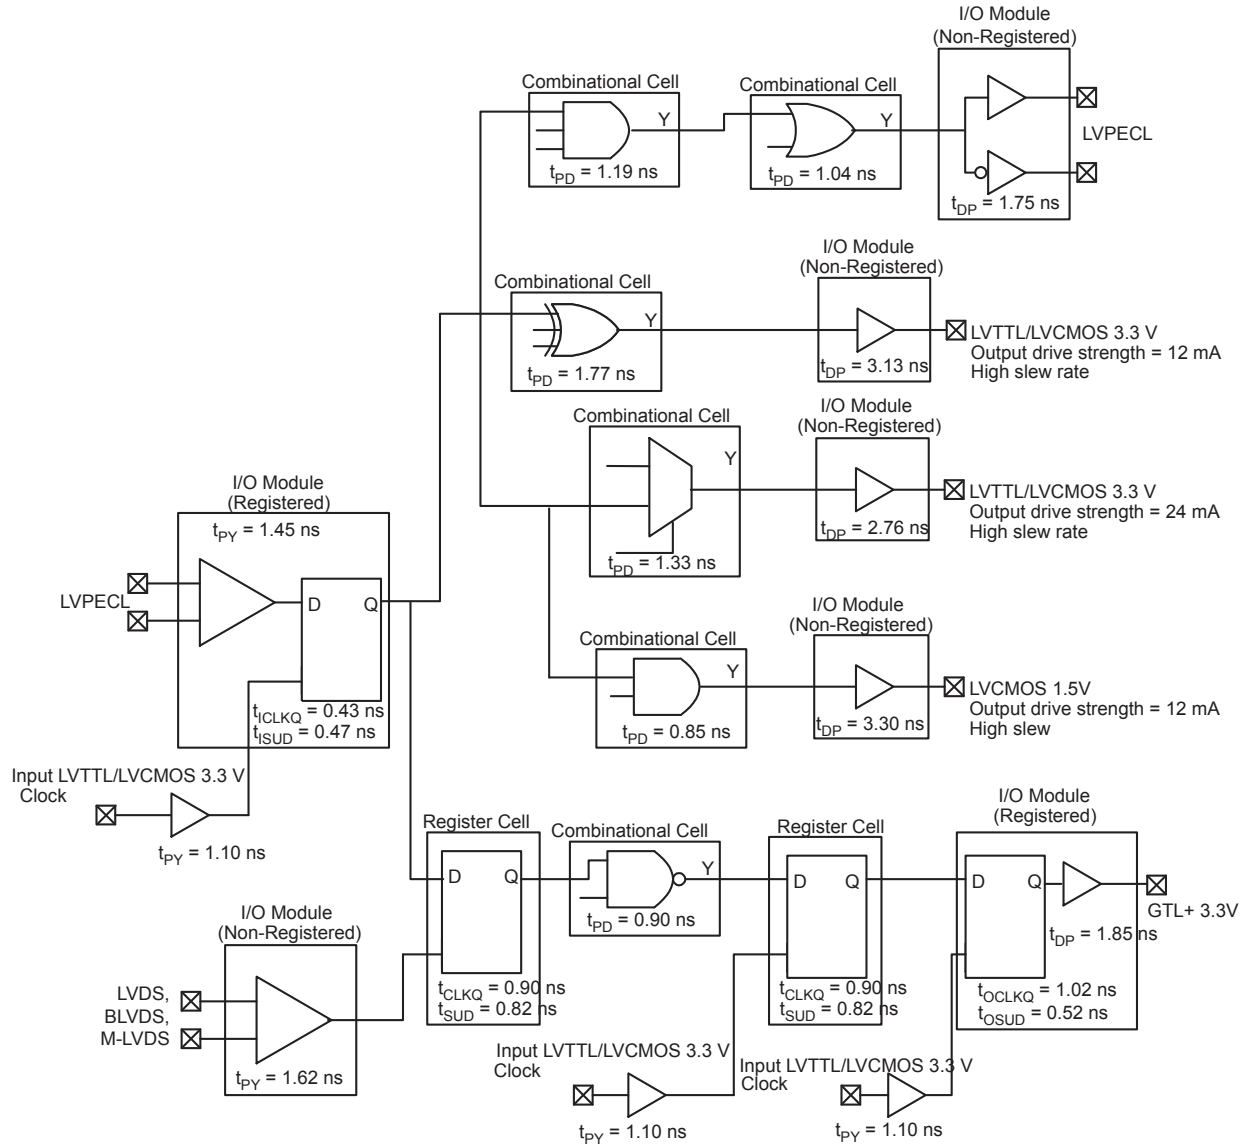 I/O Module
(Non-Registered)
Combinational Cell
Y
tPD = 1.19 ns
Combinational Cell
Y
tPD = 1.04 ns
LVPECL
tDP = 1.75 ns
I/O Module
(Non-Registered)
Combinational Cell
Y
tPD = 1.77 ns
tDP = 3.13 ns
LVTTL/LVCMOS 3.3 V
Output drive strength = 12 mA
High slew rate
I/O Module
(Non-Registered)
Combinational Cell
Y
tPD = 1.33 ns
tDP = 2.76 ns
LVTTL/LVCMOS 3.3 V
Output drive strength = 24 mA
High slew rate
I/O Module
(Registered)
tPY = 1.45 ns
LVPECL
D
Q
tICLKQ = 0.43 ns
tISUD = 0.47 ns
I/O Module
(Non-Registered)
Combinational Cell
Y
tPD = 0.85 ns
tDP = 3.30 ns
LVCMOS 1.5V
Output drive strength = 12 mA
High slew
Input LVTTL/LVCMOS 3.3 V
Clock
tPY = 1.10 ns
Register Cell
D
Q
tCLKQ = 0.90 ns
tSUD = 0.82 ns
Combinational Cell
Y
tPD = 0.90 ns
Register Cell
D
Q
tCLKQ = 0.90 ns
tSUD = 0.82 ns
I/O Module
(Registered)
D
Q
GTL+ 3.3V
tDP = 1.85 ns
tOCLKQ = 1.02 ns
tOSUD = 0.52 ns
I/O Module
(Non-Registered)
LVDS,
BLVDS,
M-LVDS
tPY = 1.62 ns
Input LVTTL/LVCMOS 3.3 V
Clock
tPY = 1.10 ns
Input LVTTL/LVCMOS 3.3 V
Clock
tPY = 1.10 ns